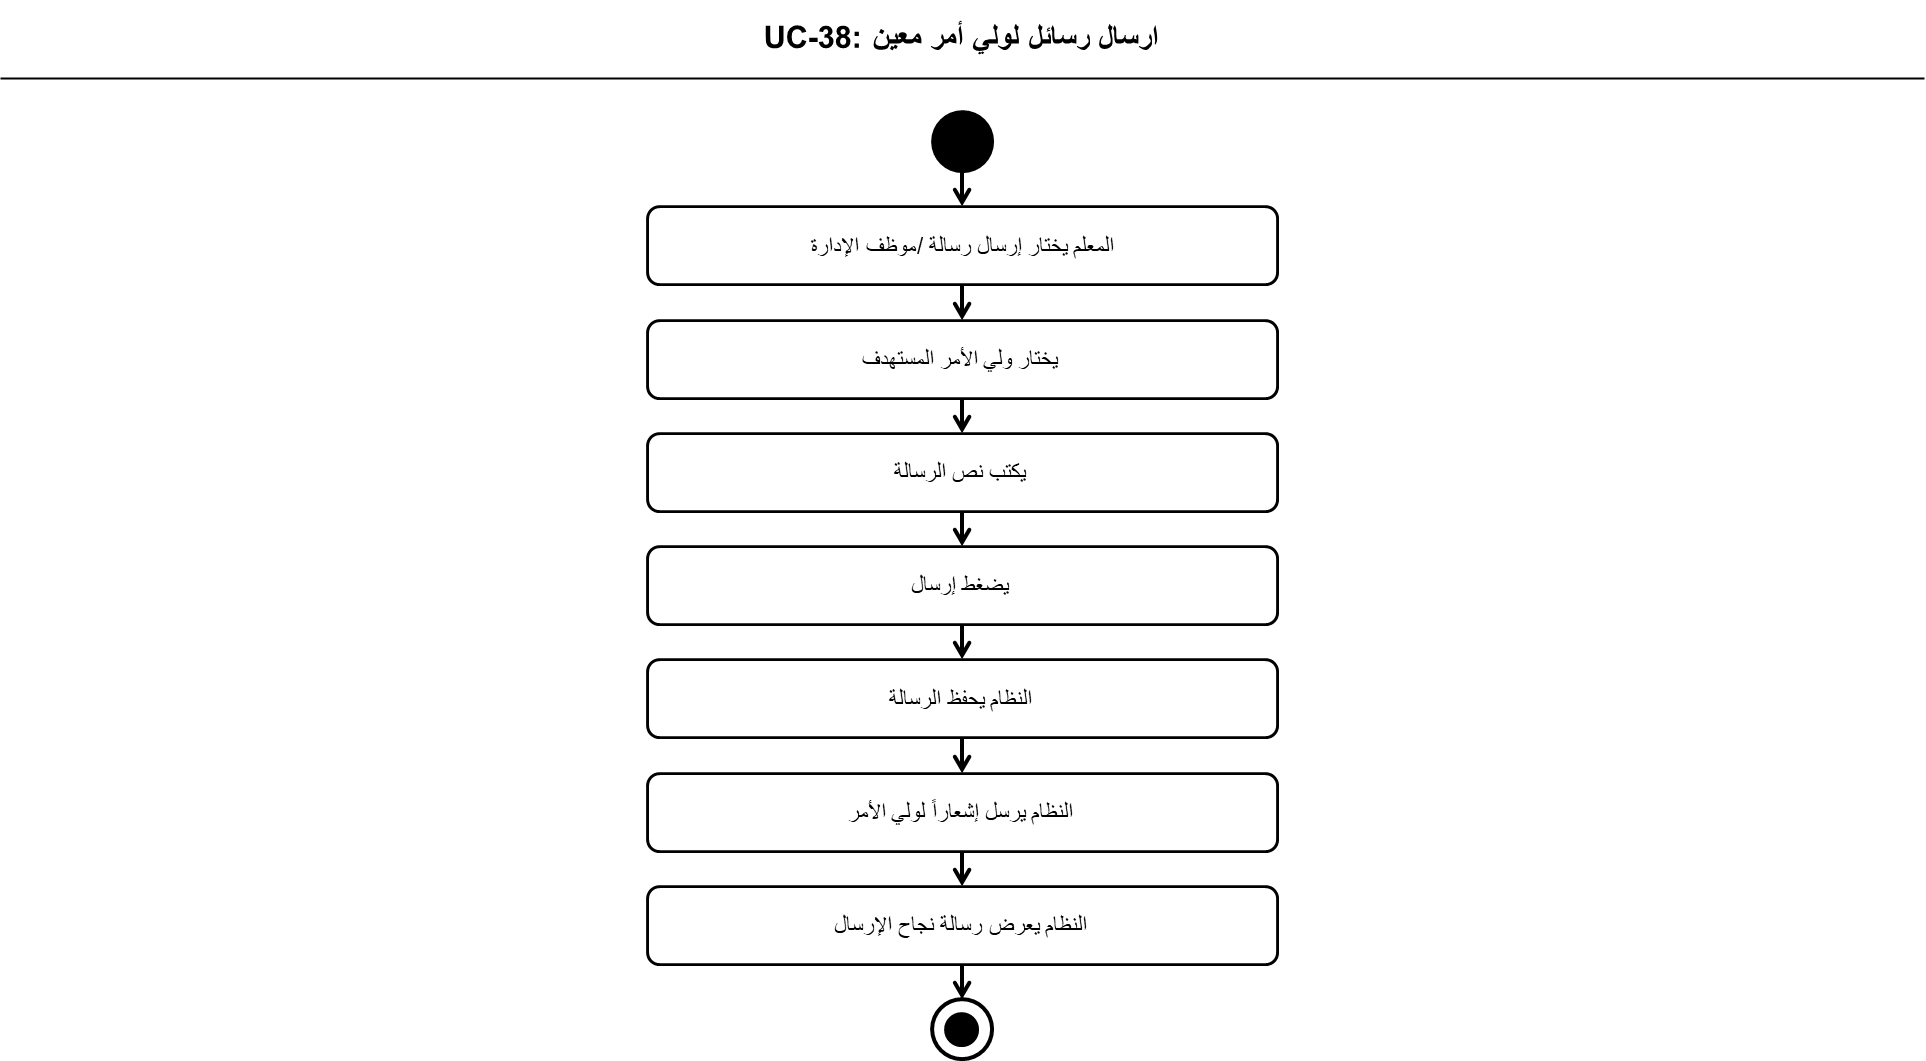 UC-38: ارسال رسائل لولي أمر معين
المعلم يختار إرسال رسالة /موظف الإدارة
يختار ولي الأمر المستهدف
يكتب نص الرسالة
يضغط إرسال
النظام يحفظ الرسالة
النظام يرسل إشعاراً لولي الأمر
النظام يعرض رسالة نجاح الإرسال